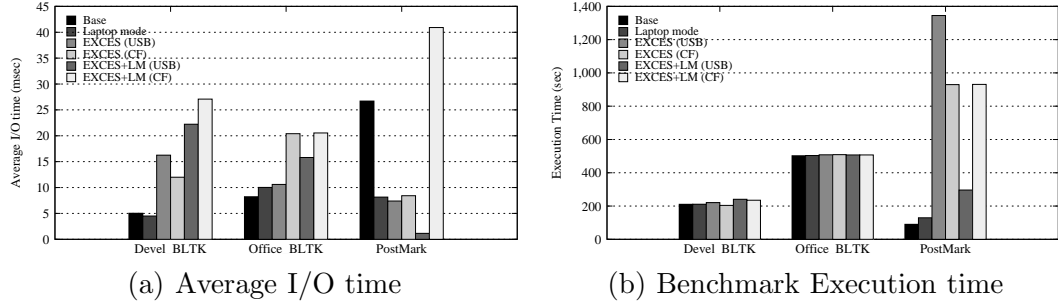 45
40
35
30
25
20
15
10
5
0
Average I/O time (msec)
Base
Laptop mode
EXCES (USB)
EXCES (CF)
EXCES+LM (USB)
EXCES+LM (CF)
Devel BLTK Office BLTK PostMark
(a) Average I/O time
1,400
1,200
1,000
800
600
400
200
0
Execution Time (sec)
Base
Laptop mode
EXCES (USB)
EXCES (CF)
EXCES+LM (USB)
EXCES+LM (CF)
Devel BLTK Office BLTK PostMark
(b) Benchmark Execution time